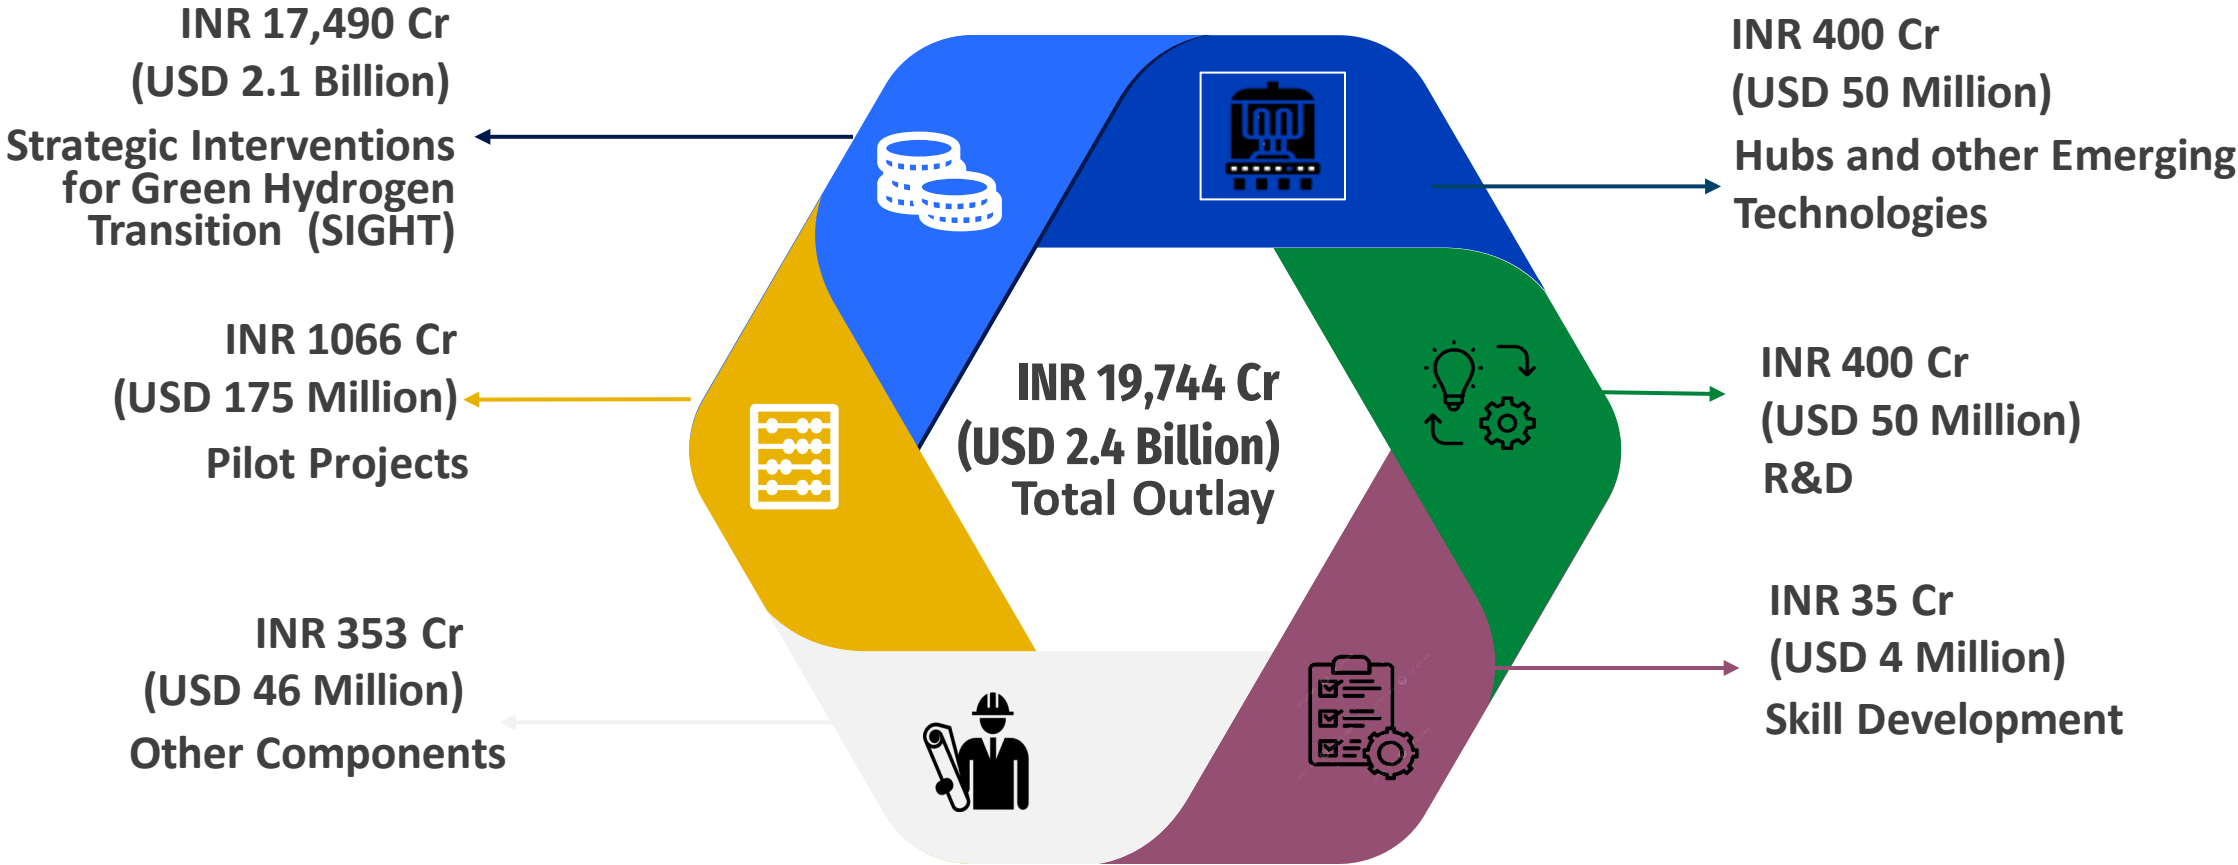 INR 17,490 Cr
(USD 2.1 Billion)
Strategic Interventions
for Green Hydrogen
Transition (SIGHT)
INR 1066 Cr
(USD 175 Million)
Pilot Projects
INR 353 Cr
(USD 46 Million)
Other Components
INR 19,744 Cr
(USD 2.4 Billion)
Total Outlay
INR 400 Cr
(USD 50 Million)
Hubs and other Emerging
Technologies
INR 400 Cr
(USD 50 Million)
R&D
INR 35 Cr
(USD 4 Million)
Skill Development